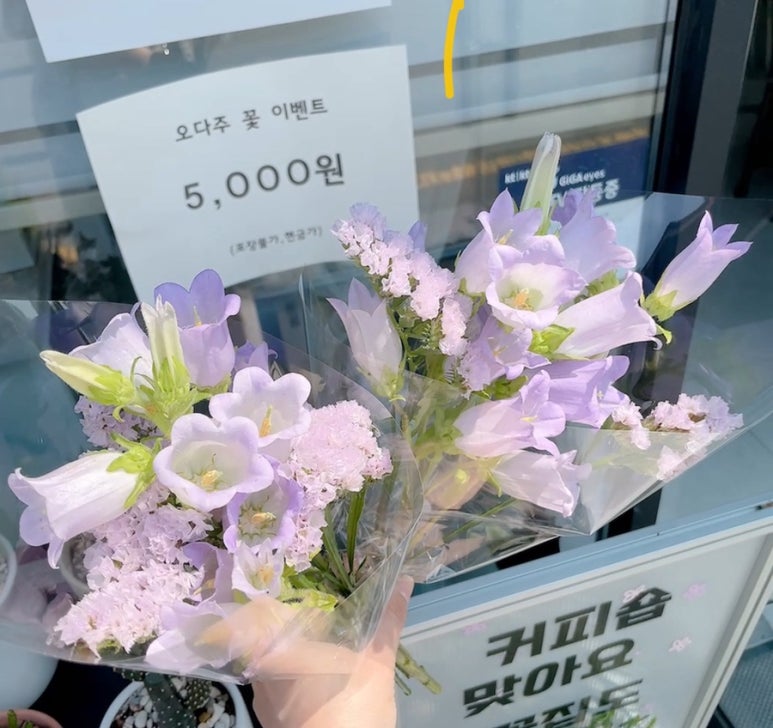 오다주 꽃 이벤트
5,000원
(포장불가,현금가)
GiGAeyes
커피숍
맞아요